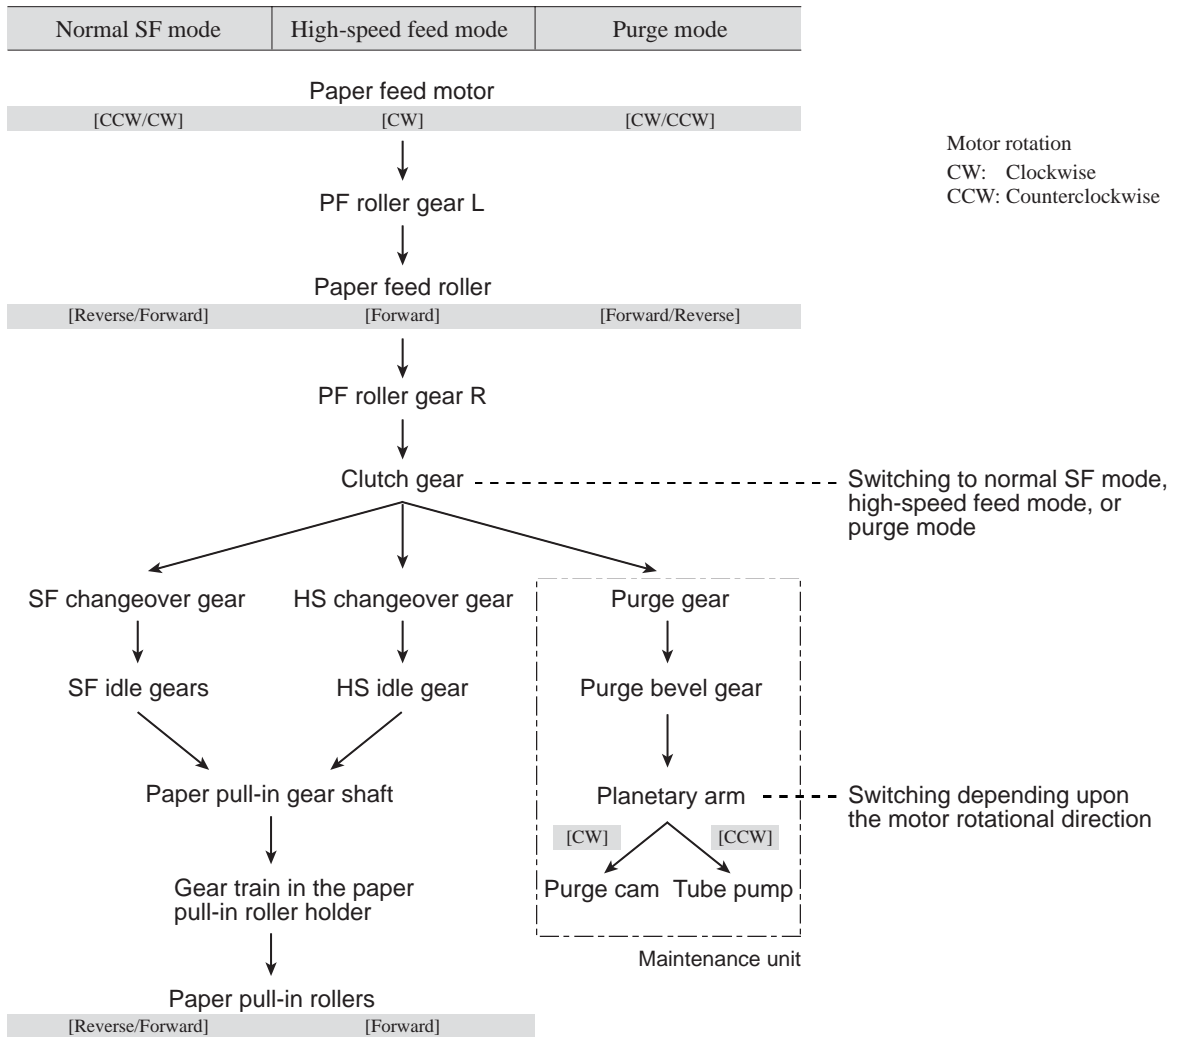 Normal SF mode High-speed feed mode Purge mode
Paper feed motor
[CCW/CW] [CW] [CW/CCW]
Motor rotation
CW: Clockwise
CCW: Counterclockwise
PF roller gear L
Paper feed roller
[Reverse/Forward] [Forward] [Forward/Reverse]
PF roller gear R
Clutch gear
Switching to normal SF mode,
high-speed feed mode, or
purge mode
SF changeover gear HS changeover gear Purge gear
SF idle gears HS idle gear Purge bevel gear
Paper pull-in gear shaft Planetary arm
Switching depending upon
the motor rotational direction
[CW] [CCW]
Purge cam Tube pump
Gear train in the paper
pull-in roller holder
Maintenance unit
Paper pull-in rollers
[Reverse/Forward] [Forward]